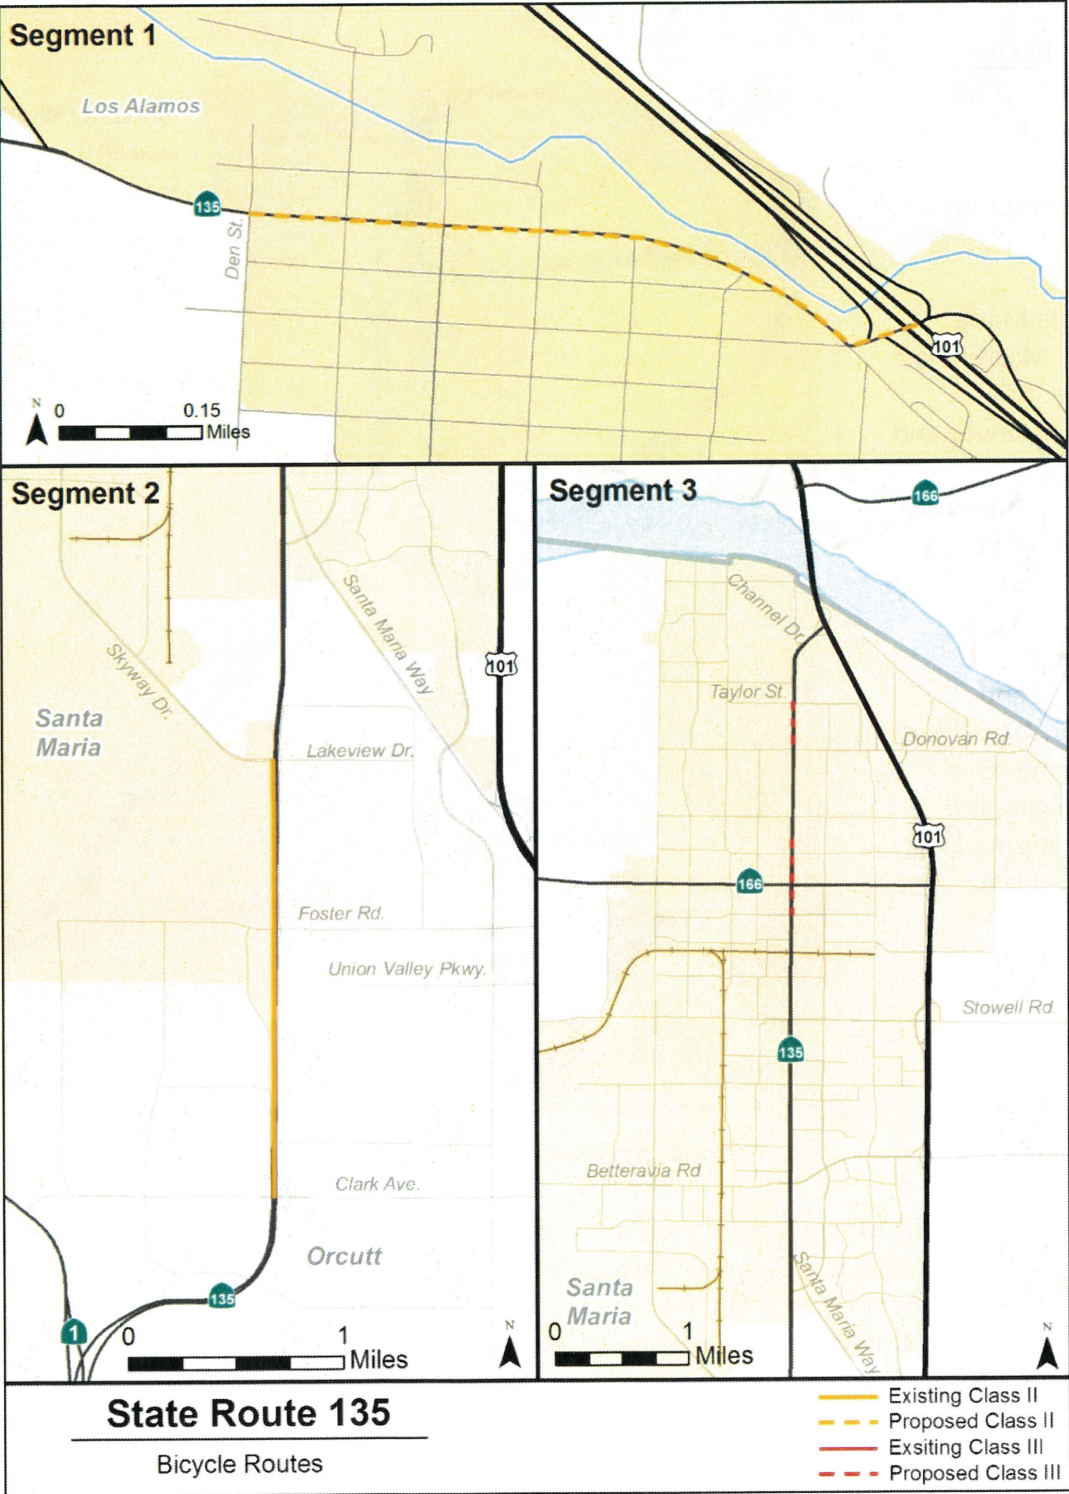 Segment 1
Los Alamos
135
Den St.
101
N
0 0.15
Miles
Segment 2
Santa Maria Way
101
Skyway Dr.
Santa
Maria
Lakeview Dr.
Foster Rd.
Union Valley Pkwy.
Clark Ave.
Orcutt
135
1
0 1
Miles
N
Segment 3
166
Channel Dr.
Taylor St.
Donovan Rd.
101
166
Stowell Rd.
135
Betteravia Rd
Santa Maria Way
Santa
Maria
0 1
Miles
N
State Route 135
Bicycle Routes
Existing Class II
Proposed Class II
Exsiting Class III
Proposed Class III